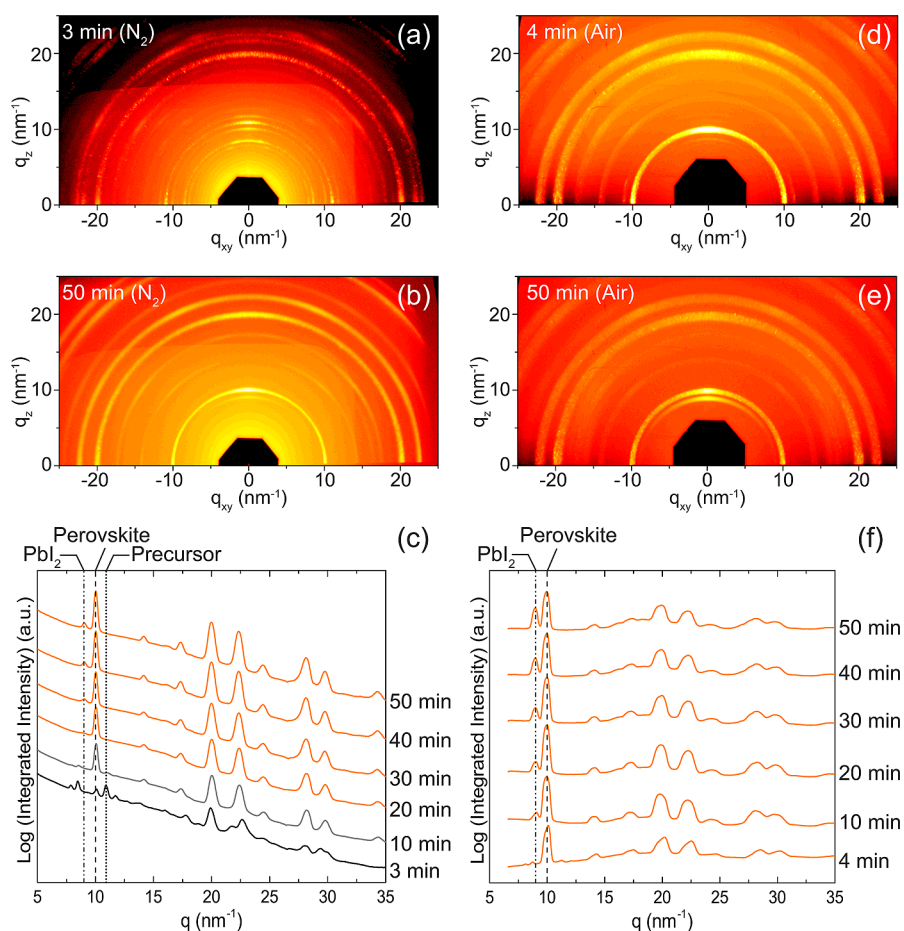 3 min (N2)
(a)
qz (nm-1)
20
10
0
-20
-10
0
10
20
qxy (nm-1)
4 min (Air)
(d)
qz (nm-1)
20
10
0
-20
-10
0
10
20
qxy (nm-1)
50 min (N2)
(b)
qz (nm-1)
20
10
0
-20
-10
0
10
20
qxy (nm-1)
50 min (Air)
(e)
qz (nm-1)
20
10
0
-20
-10
0
10
20
qxy (nm-1)
(c)
Perovskite
PbI2
Precursor
Log (Integrated Intensity) (a.u.)
50 min
40 min
30 min
20 min
10 min
3 min
5
10
15
20
25
30
35
q (nm-1)
(f)
Perovskite
PbI2
Log (Integrated Intensity) (a.u.)
50 min
40 min
30 min
20 min
10 min
4 min
5
10
15
20
25
30
35
q (nm-1)